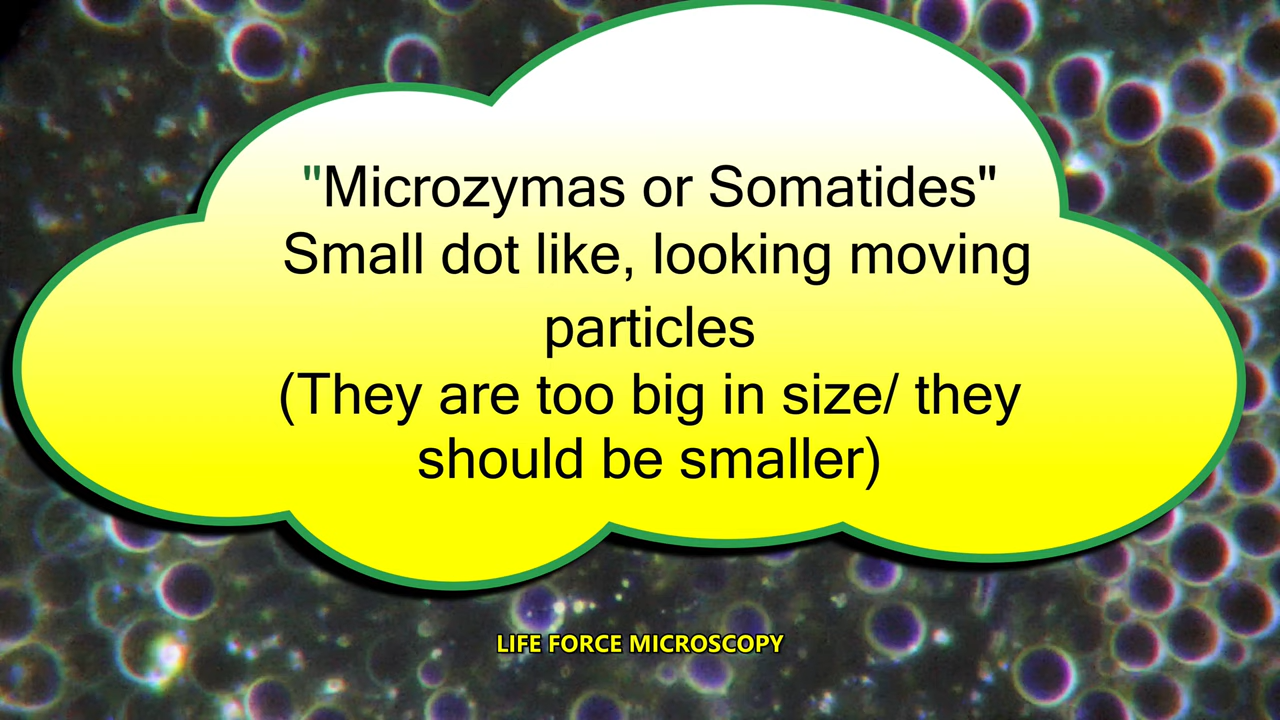 "Microzymas or Somatides"
Small dot like, looking moving
particles
(They are too big in size/ they
should be smaller)
LIFE FORCE MICROSCOPY